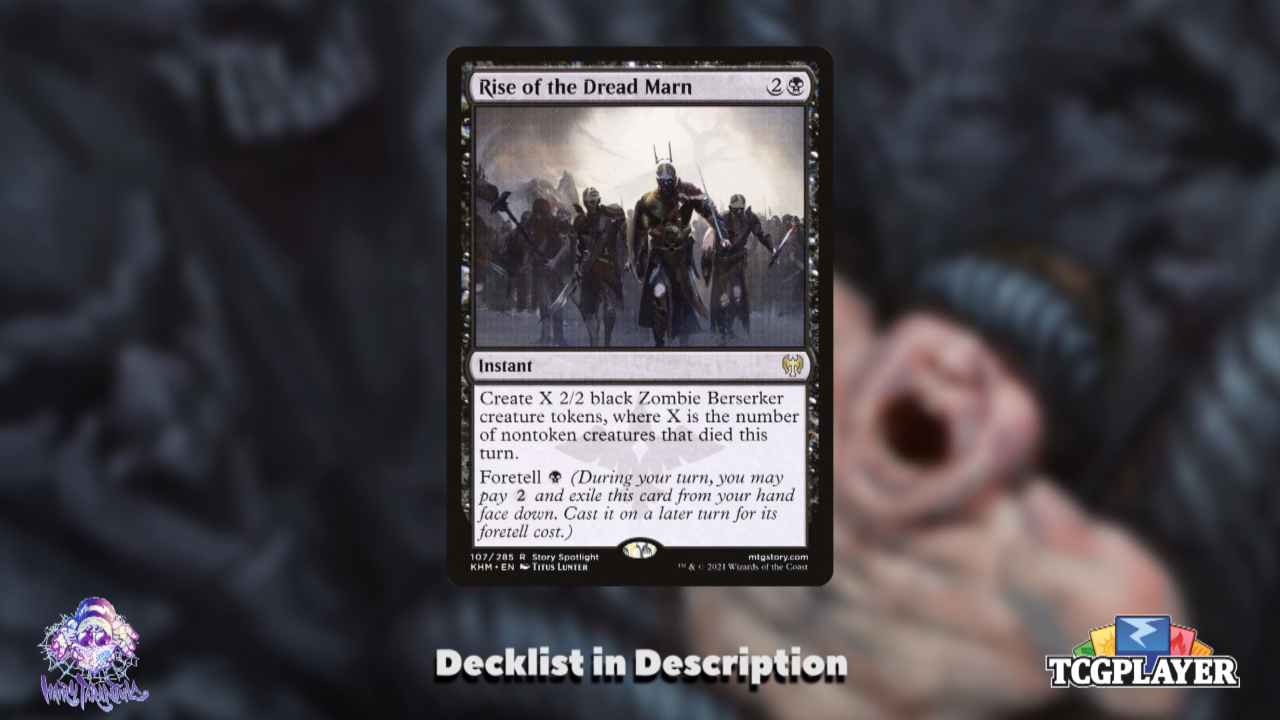 Rise of the Dread Marn 2
Instant
Create X 2/2 black Zombie Berserker
creature tokens, where X is the number
of nontoken creatures that died this
turn.
Foretell (During your turn, you may
pay 2 and exile this card from your hand
face down. Cast it on a later turn for its
foretell cost.)
107/285 R Story Spotlight
KHM • EN Titus Lunter
mtgstory.com
™ & © 2021 Wizards of the Coast
Decklist in Description
TCGPLAYER